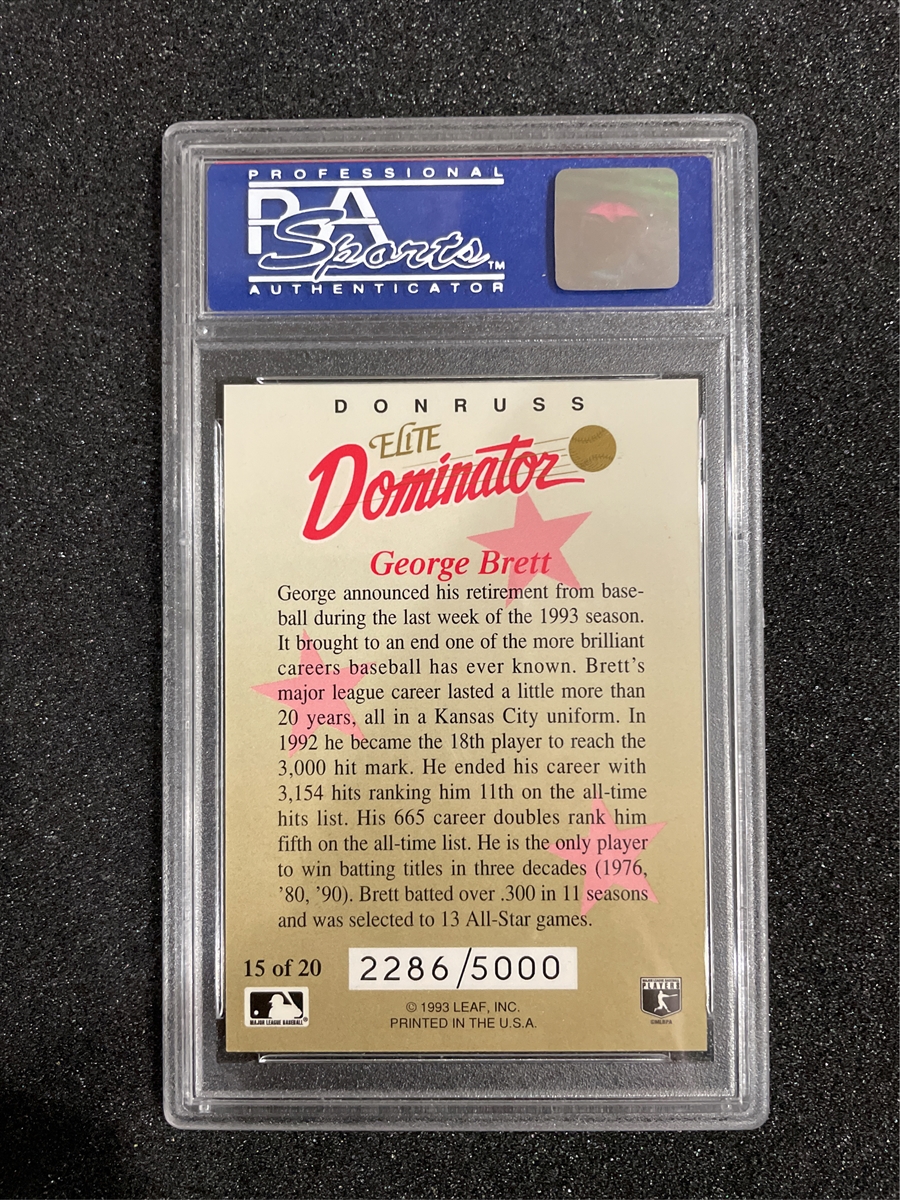 PROFESSIONAL
PSA
Sports™
AUTHENTICATOR
DONRUSS
ELITE
Dominator
George Brett
George announced his retirement from base-
ball during the last week of the 1993 season.
It brought to an end one of the more brilliant
careers baseball has ever known. Brett's
major league career lasted a little more than
20 years, all in a Kansas City uniform. In
1992 he became the 18th player to reach the
3,000 hit mark. He ended his career with
3,154 hits ranking him 11th on the all-time
hits list. His 665 career doubles rank him
fifth on the all-time list. He is the only player
to win batting titles in three decades (1976,
'80, '90). Brett batted over .300 in 11 seasons
and was selected to 13 All-Star games.
15 of 20
2286/5000
MAJOR LEAGUE BASEBALL®
© 1993 LEAF, INC.
PRINTED IN THE U.S.A.
PLAYERS
©MLBPA